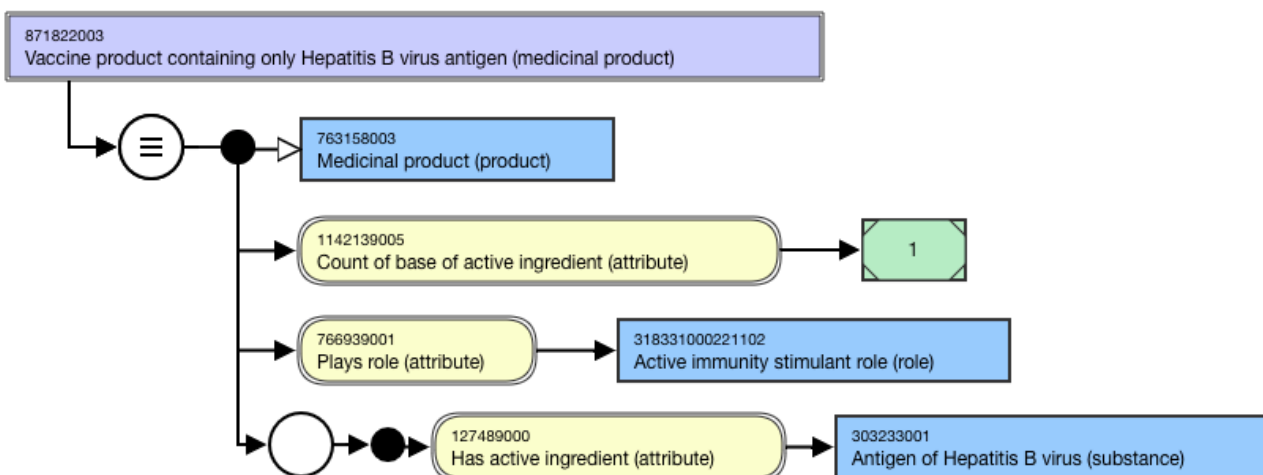 871822003
Vaccine product containing only Hepatitis B virus antigen (medicinal product)
763158003
Medicinal product (product)
1142139005
Count of base of active ingredient (attribute)
1
766939001
Plays role (attribute)
318331000221102
Active immunity stimulant role (role)
127489000
Has active ingredient (attribute)
303233001
Antigen of Hepatitis B virus (substance)